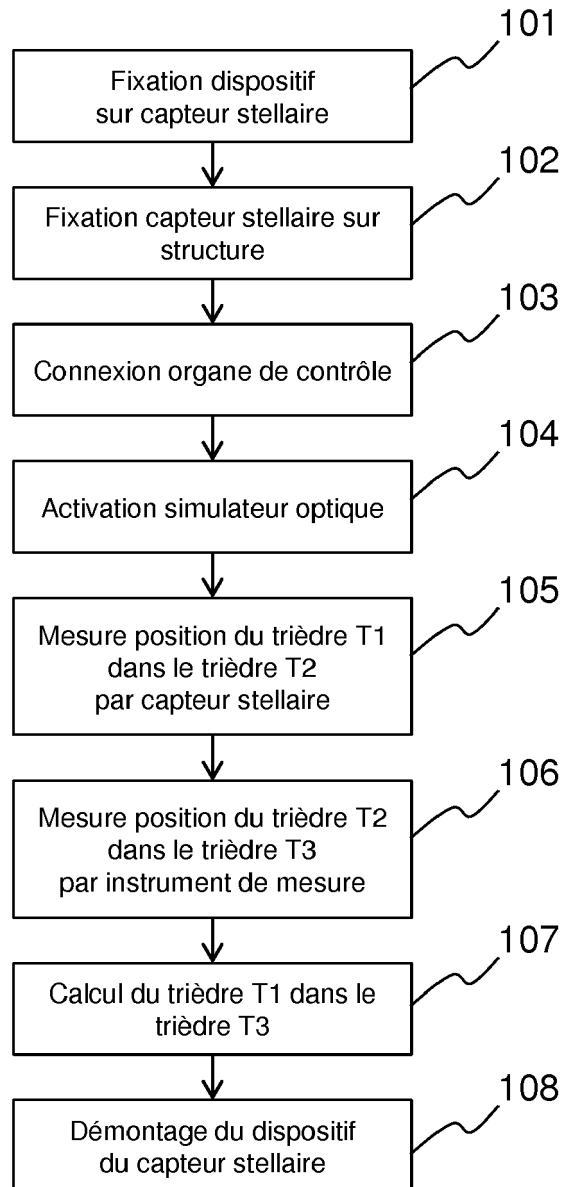 101
Fixation dispositif
sur capteur stellaire
102
Fixation capteur stellaire sur
structure
103
Connexion organe de contrôle
104
Activation simulateur optique
105
Mesure position du trièdre T1
dans le trièdre T2
par capteur stellaire
106
Mesure position du trièdre T2
dans le trièdre T3
par instrument de mesure
107
Calcul du trièdre T1 dans le
trièdre T3
108
Démontage du dispositif
du capteur stellaire